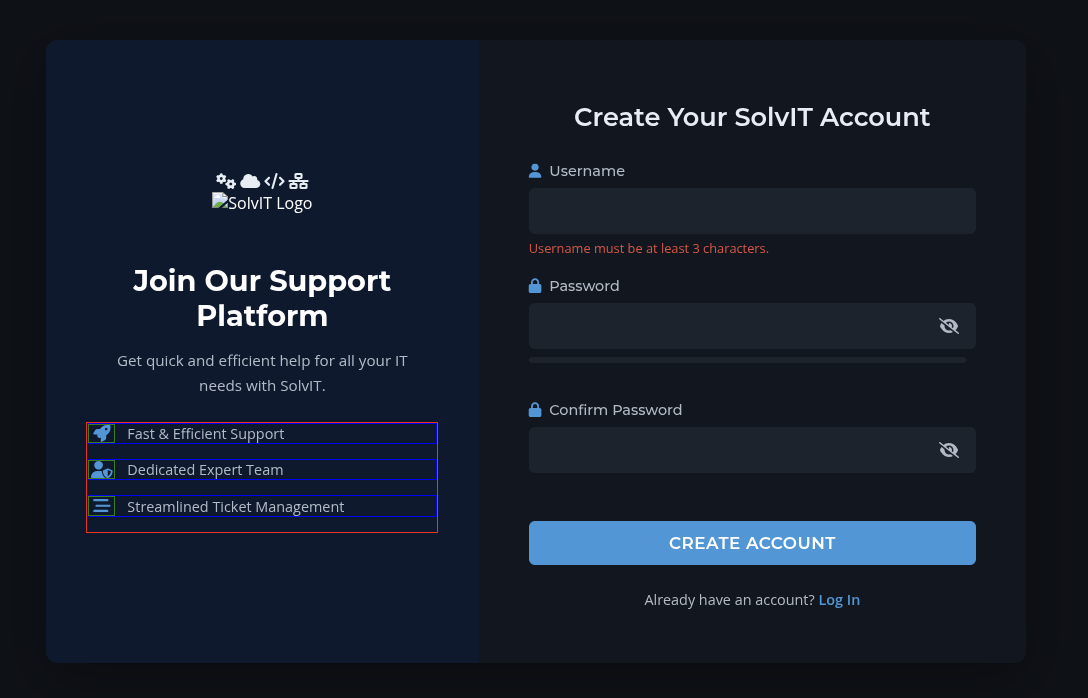 SolvIT Logo
Join Our Support
Platform
Get quick and efficient help for all your IT
needs with SolvIT.
Fast & Efficient Support
Dedicated Expert Team
Streamlined Ticket Management
Create Your SolvIT Account
Username
Username must be at least 3 characters.
Password
Confirm Password
CREATE ACCOUNT
Already have an account? Log In